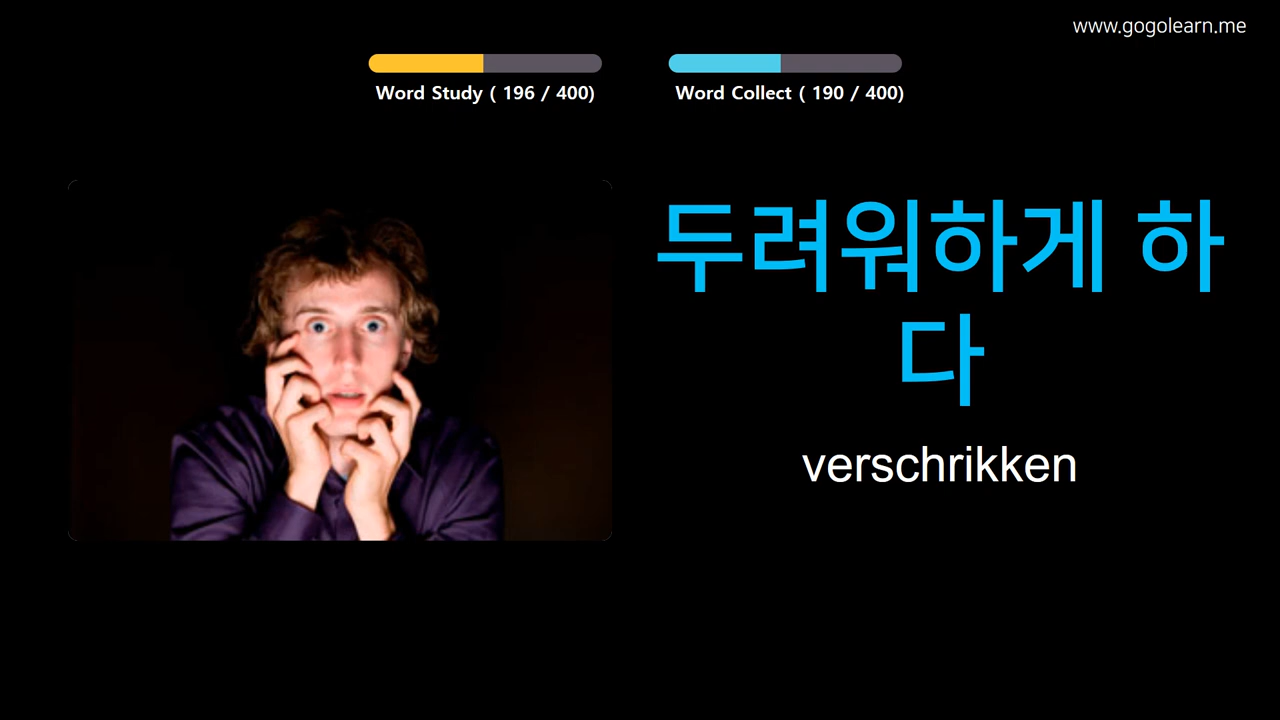 www.gogolearn.me
Word Study ( 196 / 400)
Word Collect ( 190 / 400)
두려워하게 하
다
verschrikken